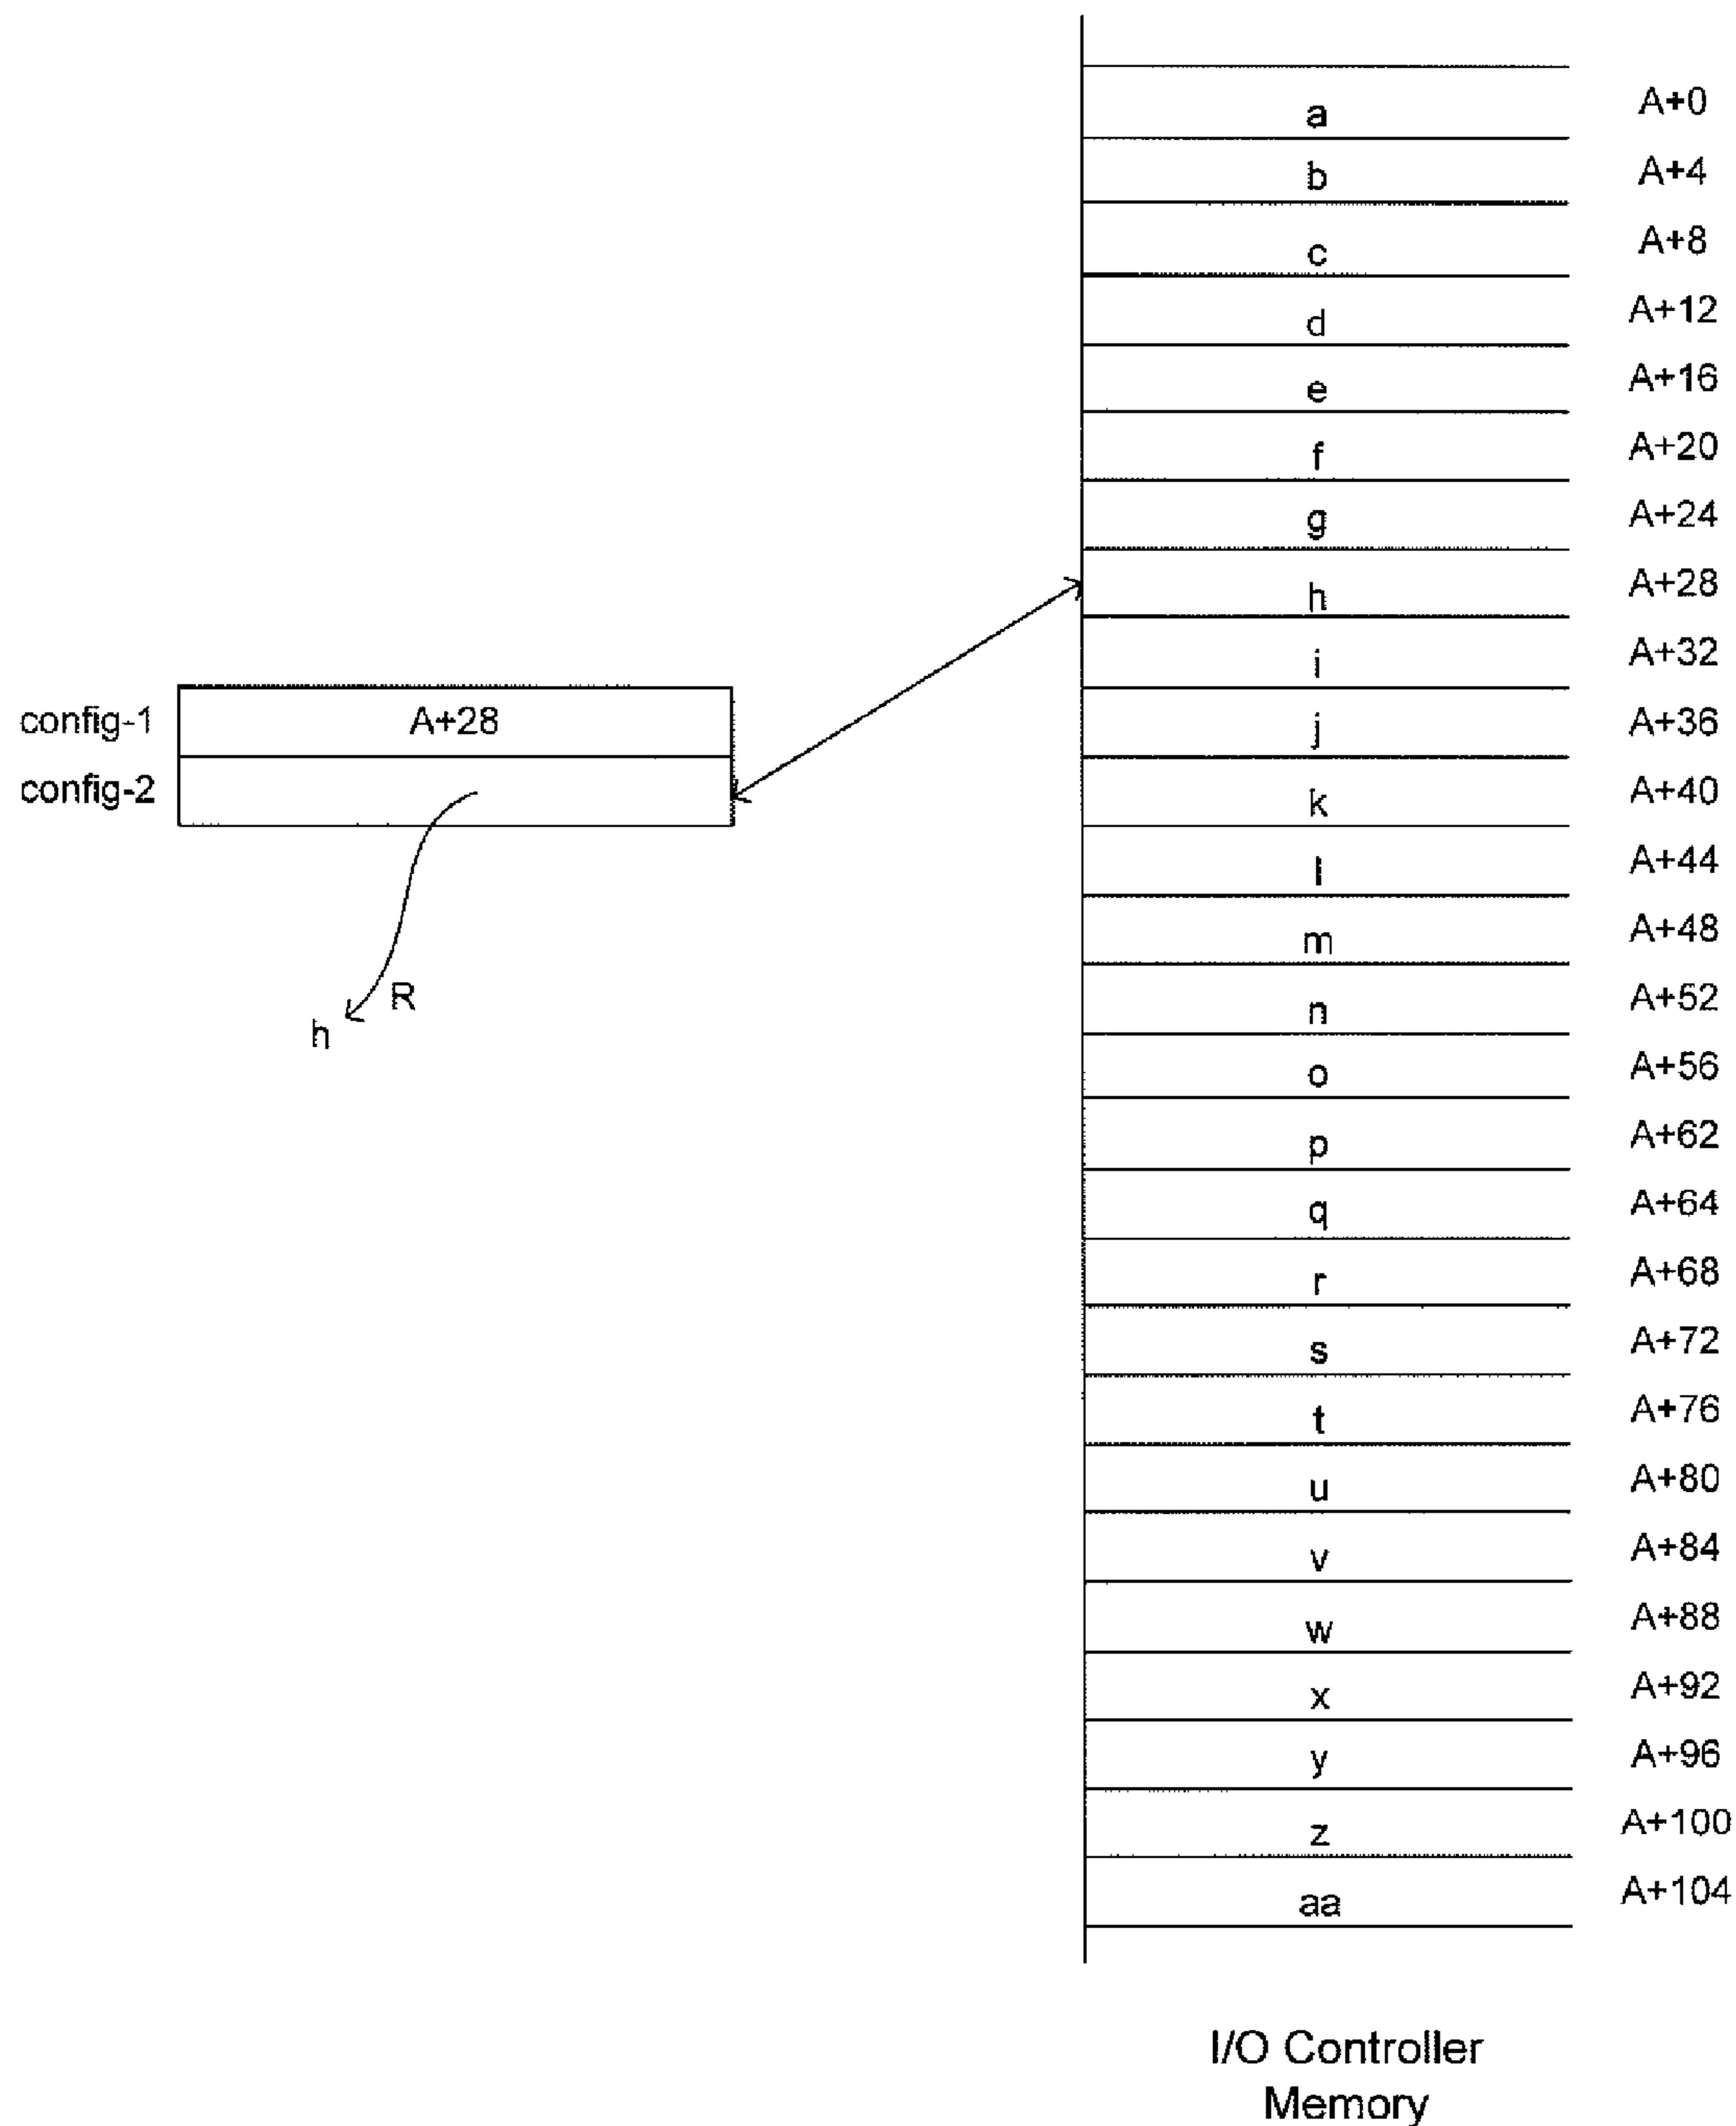 a A+0
b A+4
c A+8
d A+12
e A+16
f A+20
g A+24
h A+28
i A+32
config-1 A+28 j A+36
config-2 k A+40
l A+44
m A+48
R n A+52
h o A+56
p A+62
q A+64
r A+68
s A+72
t A+76
u A+80
v A+84
w A+88
x A+92
y A+96
z A+100
aa A+104
I/O Controller
Memory